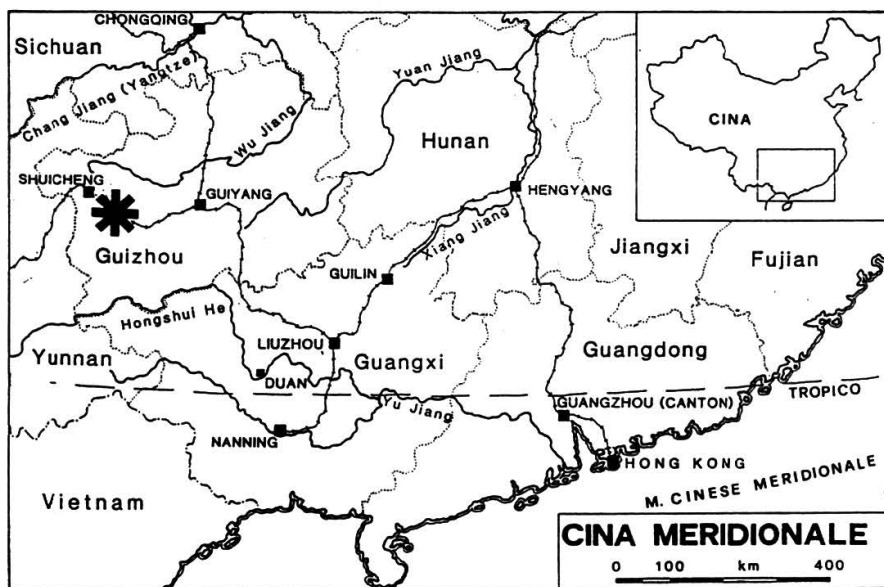 CHONGQING
Sichuan
Chang Jiang (Yangtze)
Yuan Jiang
Wu Jiang
Hunan
CINA
SHUICHENG
GUIYANG
HENGYANG
Xiang Jiang
Guizhou
Jiangxi
Fujian
GUILIN
Hongshui He
LIUZHOU
Yunnan
Guangxi
Guangdong
DUAN
TROPICO
Yu Jiang
GUANGZHOU (CANTON)
NANNING
HONG KONG
Vietnam
M. CINESE MERIDIONALE
CINA MERIDIONALE
0 100 km 400